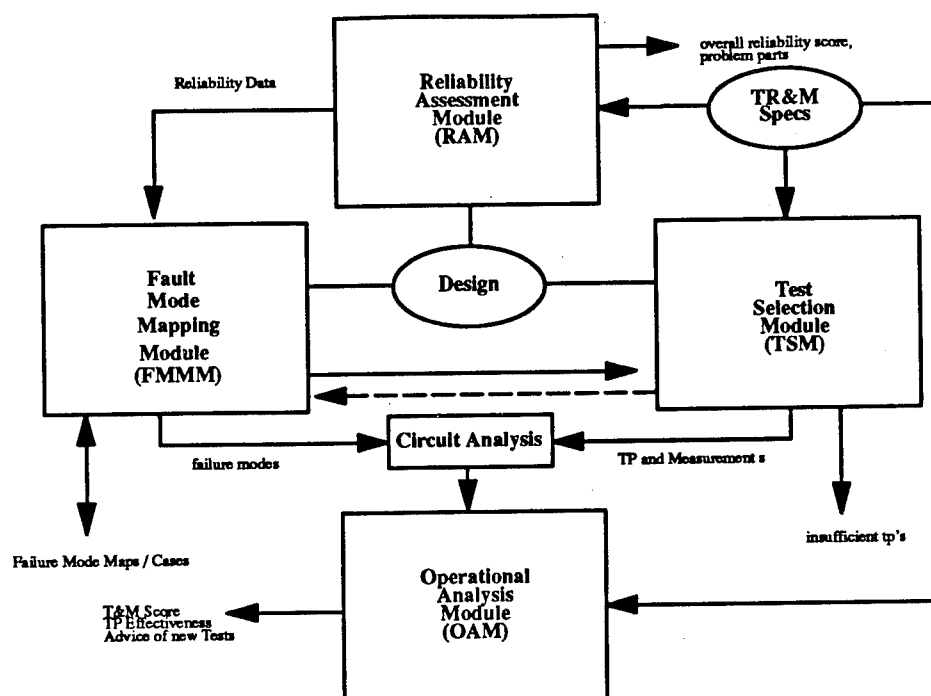 overall reliability score,
problem parts
Reliability Data
Reliability
Assessment
Module
(RAM)
TR&M
Specs
Fault
Mode
Mapping
Module
(FMMM)
Design
Test
Selection
Module
(TSM)
Circuit Analysis
failure modes
TP and Measurement s
insufficient tp's
Failure Mode Maps / Cases
Operational
Analysis
Module
(OAM)
T&M Score
TP Effectiveness
Advice of new Tests